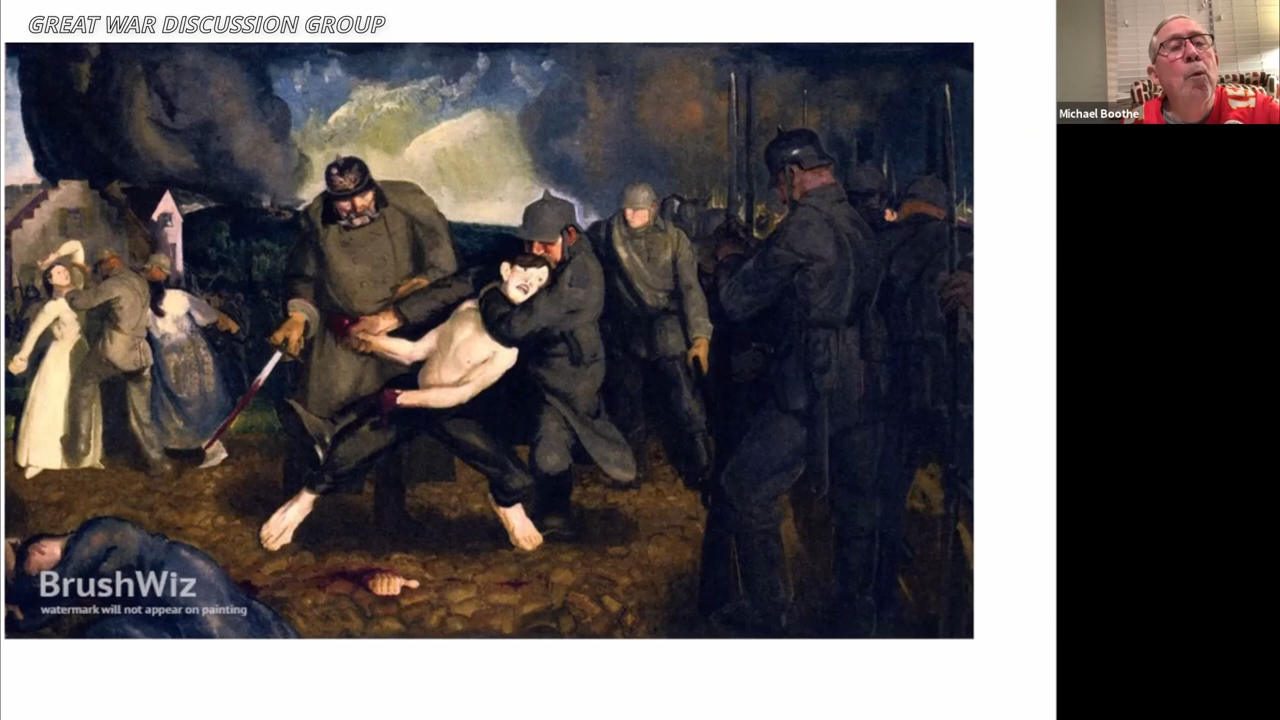 GREAT WAR DISCUSSION GROUP
Michael Boothe
BrushWiz
watermark will not appear on painting